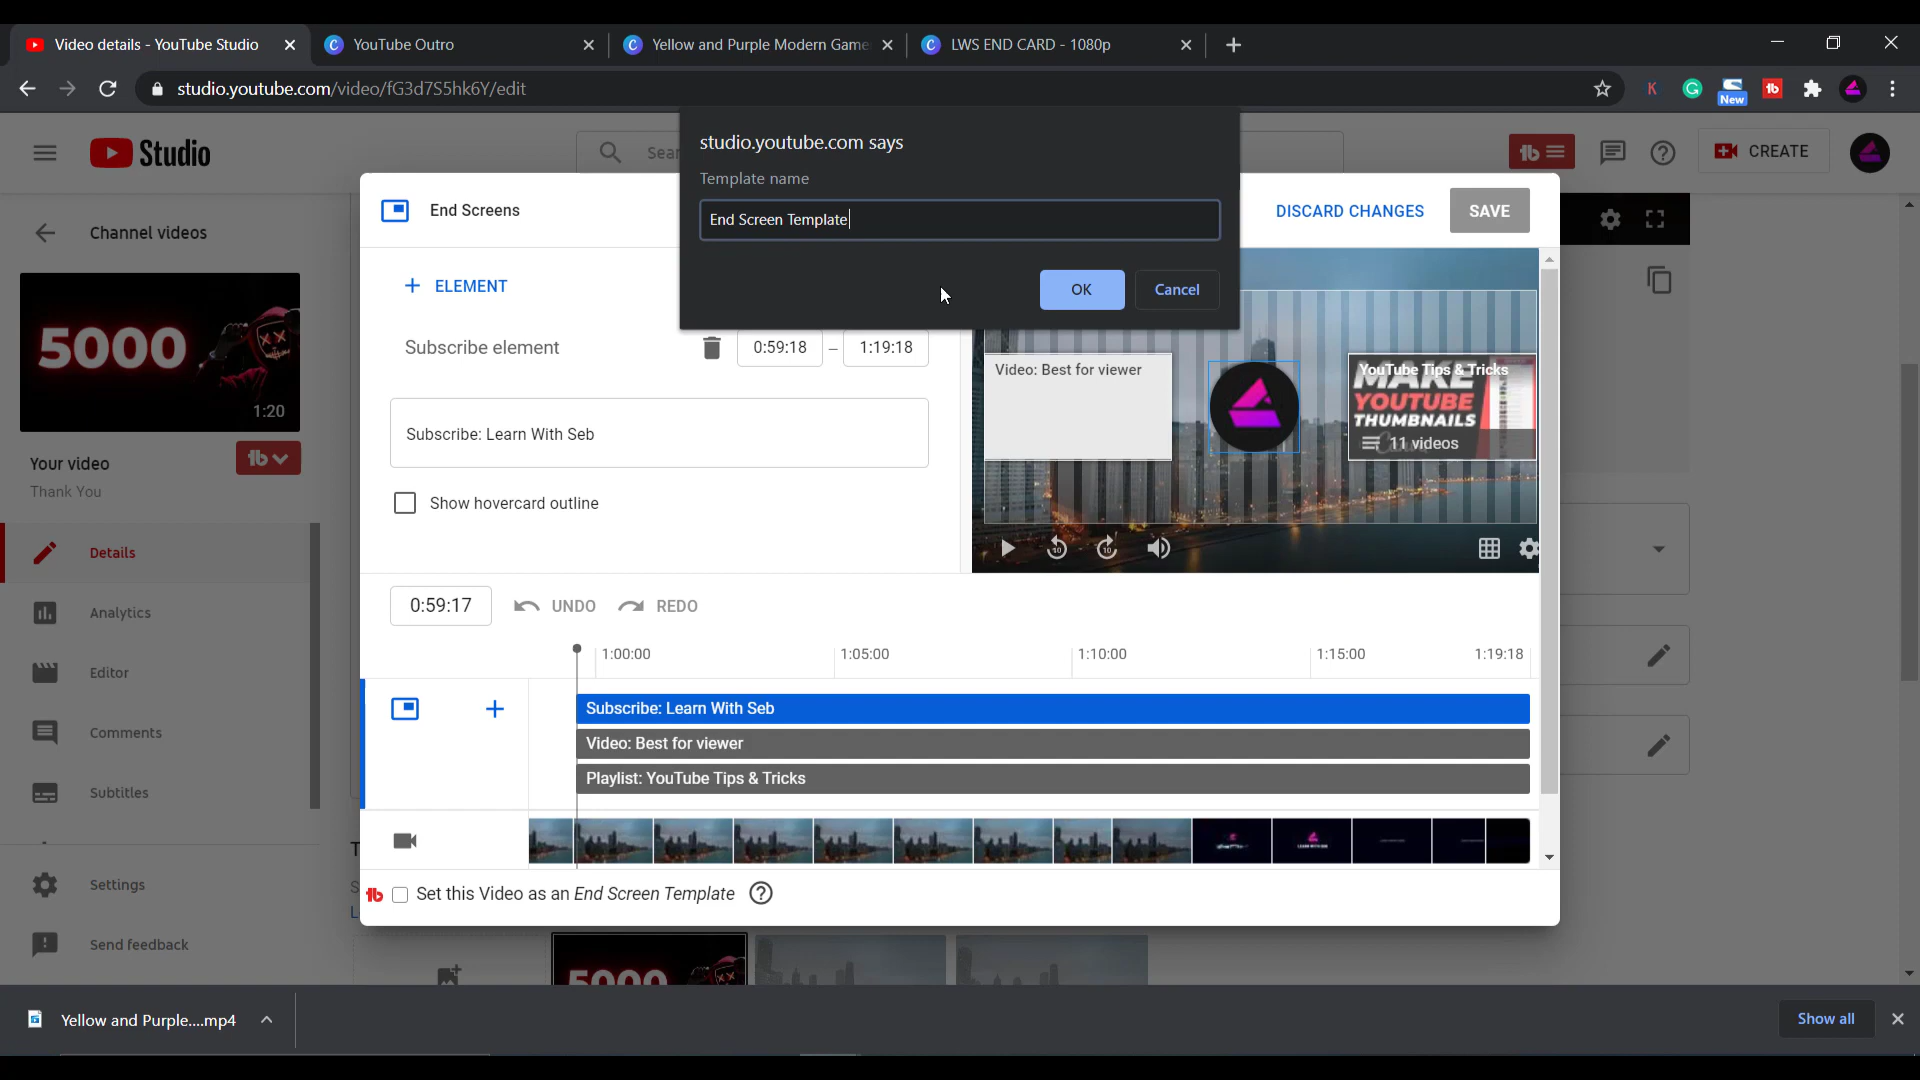 Video details - YouTube Studio
YouTube Outro
Yellow and Purple Modern Game
LWS END CARD - 1080p
studio.youtube.com/video/fG3d7S5hk6Y/edit
New
Studio
Sear
CREATE
studio.youtube.com says
Template name
End Screen Template
OK
Cancel
End Screens
DISCARD CHANGES
SAVE
Channel videos
5000
1:20
Your video
Thank You
Details
Analytics
Editor
Comments
Subtitles
Settings
Send feedback
ELEMENT
Subscribe element
0:59:18 – 1:19:18
Subscribe: Learn With Seb
Show hovercard outline
Video: Best for viewer
YouTube Tips & Tricks
MAKE
YOUTUBE
THUMBNAILS
11 videos
0:59:17
UNDO
REDO
1:00:00
1:05:00
1:10:00
1:15:00
1:19:18
Subscribe: Learn With Seb
Video: Best for viewer
Playlist: YouTube Tips & Tricks
Set this Video as an End Screen Template
5000
Yellow and Purple....mp4
Show all